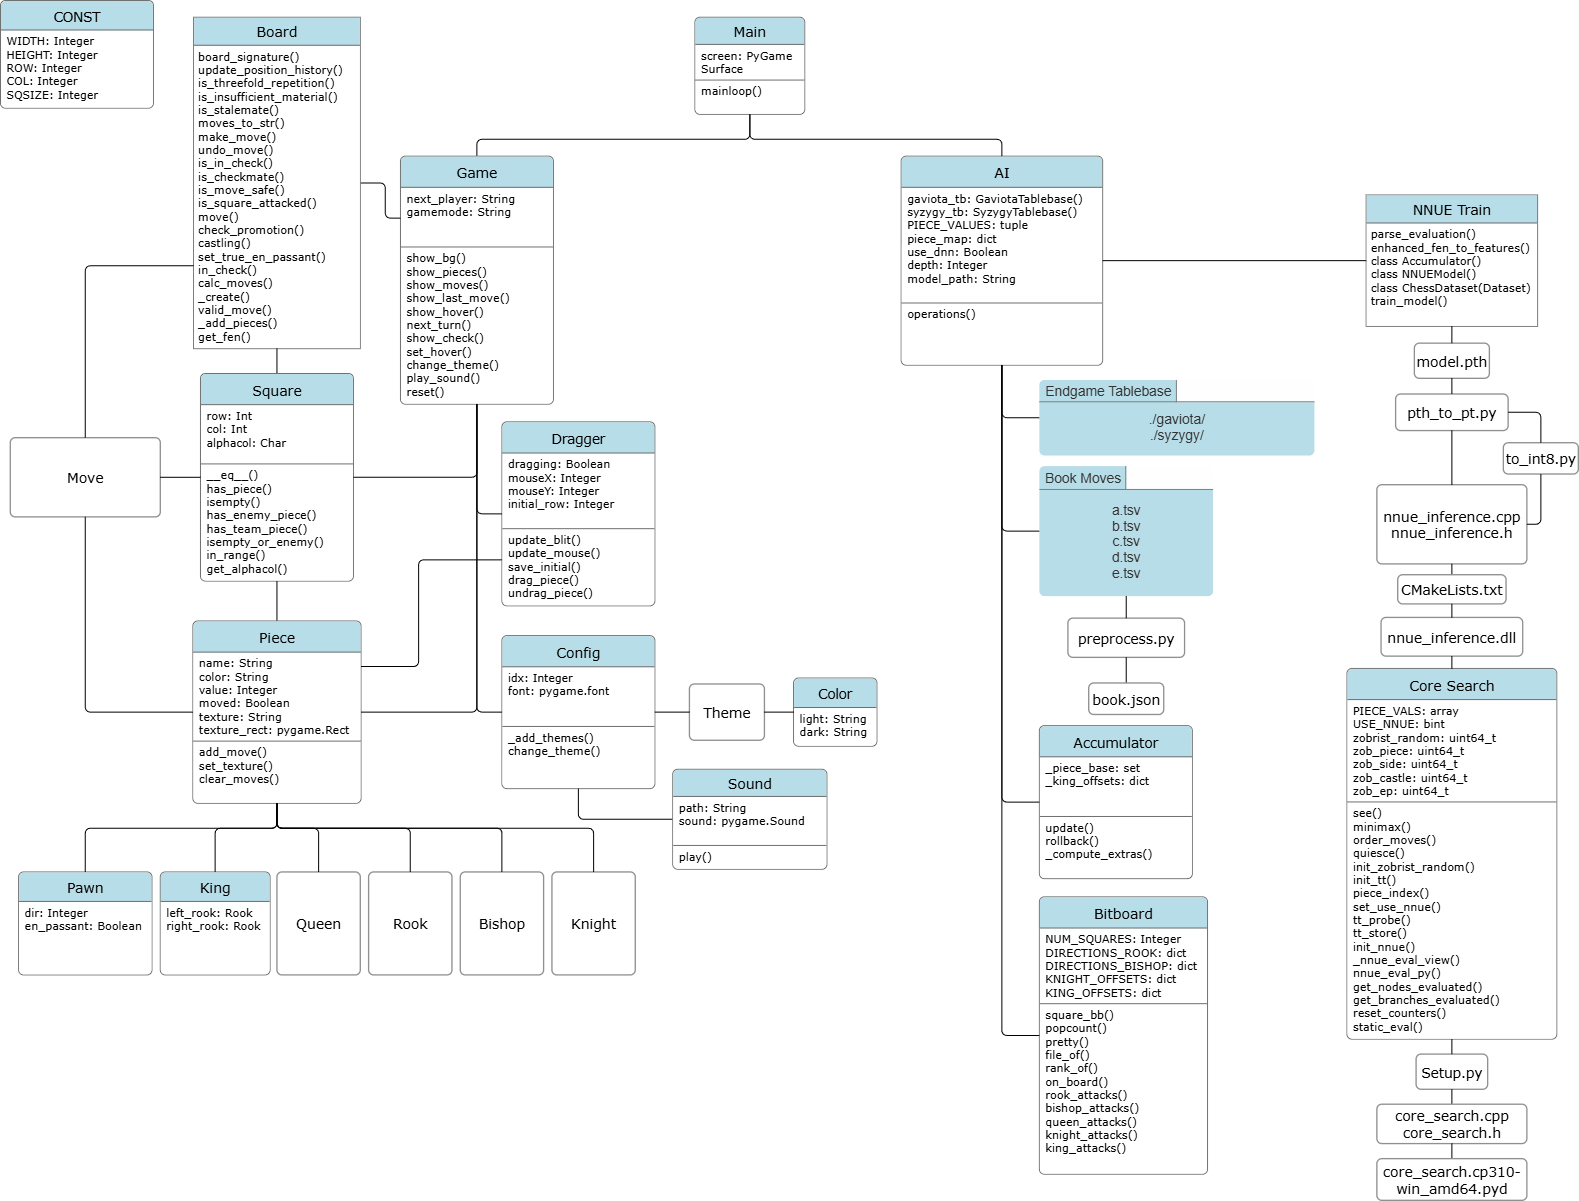 CONST
WIDTH: Integer
HEIGHT: Integer
ROW: Integer
COL: Integer
SQSIZE: Integer
Board
board_signature()
update_position_history()
is_threefold_repetition()
is_insufficient_material()
is_stalemate()
moves_to_str()
make_move()
undo_move()
is_in_check()
is_checkmate()
is_move_safe()
is_square_attacked()
move()
check_promotion()
castling()
set_true_en_passant()
in_check()
calc_moves()
_create()
valid_move()
_add_pieces()
get_fen()
Main
screen: PyGame
Surface
mainloop()
Game
next_player: String
gamemode: String
show_bg()
show_pieces()
show_moves()
show_last_move()
show_hover()
next_turn()
show_check()
set_hover()
change_theme()
play_sound()
reset()
AI
gaviota_tb: GaviotaTablebase()
syzygy_tb: SyzygyTablebase()
PIECE_VALUES: tuple
piece_map: dict
use_dnn: Boolean
depth: Integer
model_path: String
operations()
NNUE Train
parse_evaluation()
enhanced_fen_to_features()
class Accumulator()
class NNUEModel()
class ChessDataset(Dataset)
train_model()
model.pth
pth_to_pt.py
to_int8.py
nnue_inference.cpp
nnue_inference.h
CMakeLists.txt
nnue_inference.dll
Square
row: Int
col: Int
alphacol: Char
__eq__()
has_piece()
isempty()
has_enemy_piece()
has_team_piece()
isempty_or_enemy()
in_range()
get_alphacol()
Move
Dragger
dragging: Boolean
mouseX: Integer
mouseY: Integer
initial_row: Integer
update_blit()
update_mouse()
save_initial()
drag_piece()
undrag_piece()
Endgame Tablebase
./gaviota/
./syzygy/
Book Moves
a.tsv
b.tsv
c.tsv
d.tsv
e.tsv
preprocess.py
book.json
Piece
name: String
color: String
value: Integer
moved: Boolean
texture: String
texture_rect: pygame.Rect
add_move()
set_texture()
clear_moves()
Config
idx: Integer
font: pygame.font
_add_themes()
change_theme()
Theme
Color
light: String
dark: String
Sound
path: String
sound: pygame.Sound
play()
Accumulator
_piece_base: set
_king_offsets: dict
update()
rollback()
_compute_extras()
Core Search
PIECE_VALS: array
USE_NNUE: bint
zobrist_random: uint64_t
zob_piece: uint64_t
zob_side: uint64_t
zob_castle: uint64_t
zob_ep: uint64_t
see()
minimax()
order_moves()
quiesce()
init_zobrist_random()
init_tt()
piece_index()
set_use_nnue()
tt_probe()
tt_store()
init_nnue()
_nnue_eval_view()
nnue_eval_py()
get_nodes_evaluated()
get_branches_evaluated()
reset_counters()
static_eval()
Pawn
dir: Integer
en_passant: Boolean
King
left_rook: Rook
right_rook: Rook
Queen
Rook
Bishop
Knight
Bitboard
NUM_SQUARES: Integer
DIRECTIONS_ROOK: dict
DIRECTIONS_BISHOP: dict
KNIGHT_OFFSETS: dict
KING_OFFSETS: dict
square_bb()
popcount()
pretty()
file_of()
rank_of()
on_board()
rook_attacks()
bishop_attacks()
queen_attacks()
knight_attacks()
king_attacks()
Setup.py
core_search.cpp
core_search.h
core_search.cp310-
win_amd64.pyd